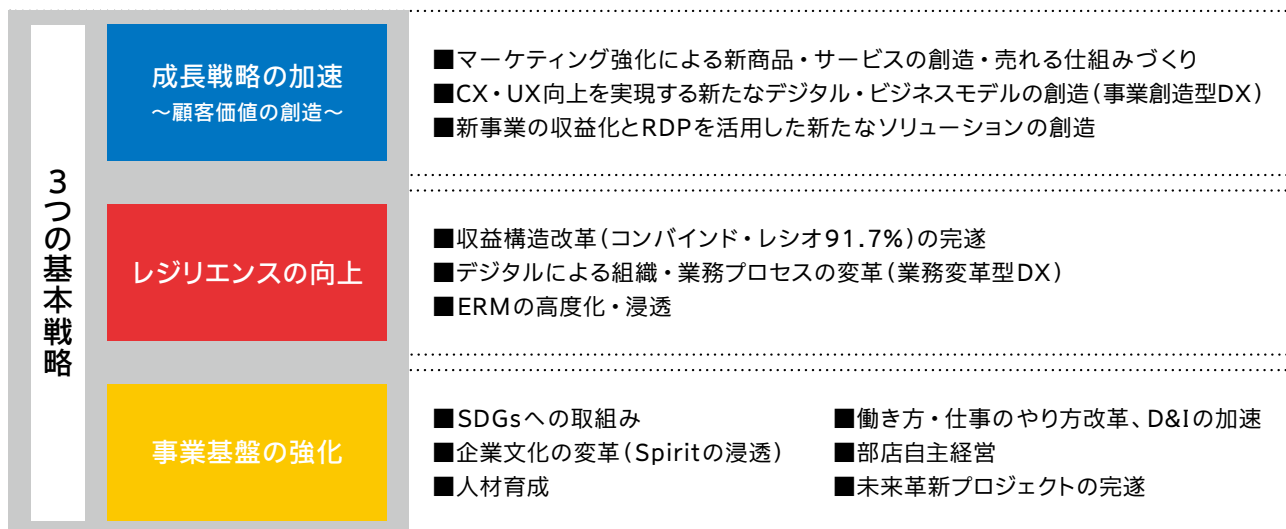 3つの基本戦略
成長戦略の加速
～顧客価値の創造～
■マーケティング強化による新商品・サービスの創造・売れる仕組みづくり
■CX・UX向上を実現する新たなデジタル・ビジネスモデルの創造(事業創造型DX)
■新事業の収益化とRDPを活用した新たなソリューションの創造
レジリエンスの向上
■収益構造改革(コンバインド・レシオ91.7%)の完遂
■デジタルによる組織・業務プロセスの変革(業務変革型DX)
■ERMの高度化・浸透
事業基盤の強化
■SDGsへの取組み
■企業文化の変革(Spiritの浸透)
■人材育成
■働き方・仕事のやり方改革、D&Iの加速
■部店自主経営
■未来革新プロジェクトの完遂